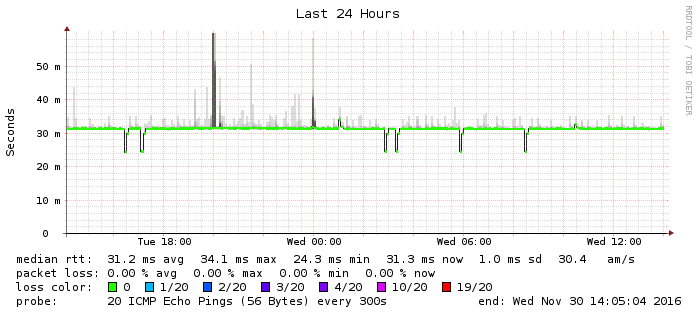 Last 24 Hours
RRDTOOL / TOBI OETIKER
Seconds
50 m
40 m
30 m
20 m
10 m
0
Tue 18:00 Wed 00:00 Wed 06:00 Wed 12:00
median rtt: 31.2 ms avg 34.1 ms max 24.3 ms min 31.3 ms now 1.0 ms sd 30.4 am/s
packet loss: 0.00 % avg 0.00 % max 0.00 % min 0.00 % now
loss color: 0 1/20 2/20 3/20 4/20 10/20 19/20
probe: 20 ICMP Echo Pings (56 Bytes) every 300s end: Wed Nov 30 14:05:04 2016